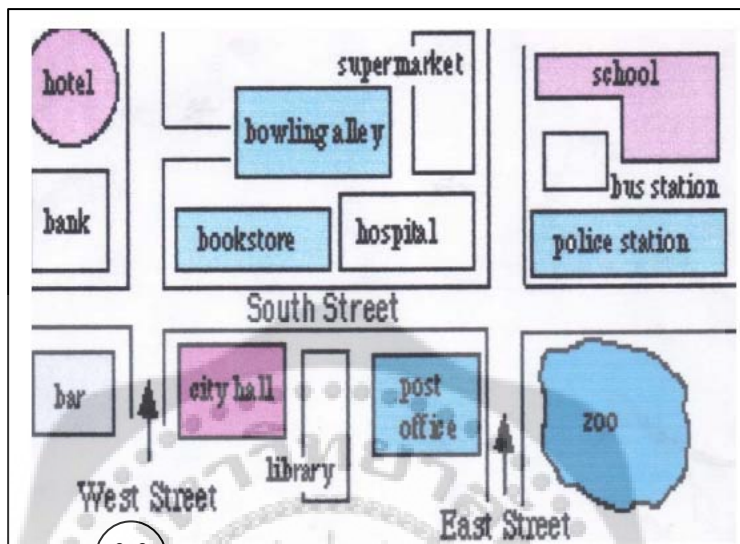 supermarket
school
hotel
bowling alley
bus station
bank
bookstore
hospital
police station
South Street
bar
city hall
post
office
zoo
library
West Street
East Street